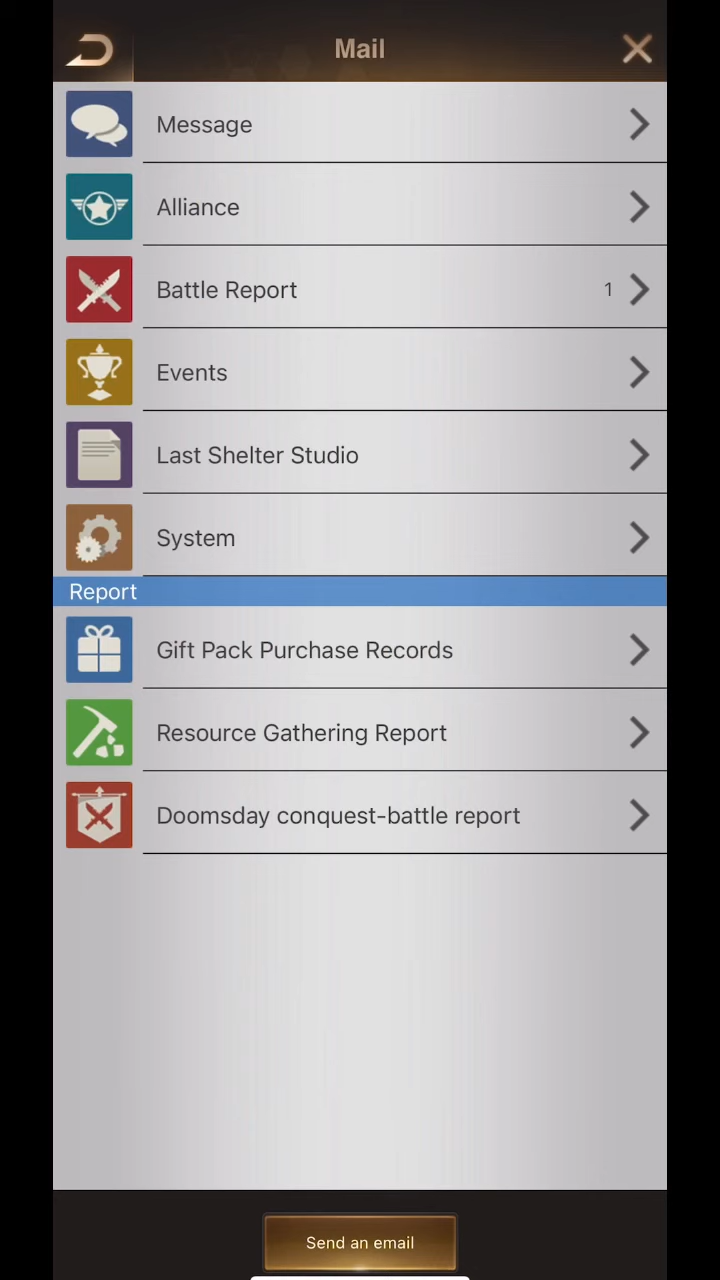 Mail
Message
Alliance
Battle Report 1
Events
Last Shelter Studio
System
Report
Gift Pack Purchase Records
Resource Gathering Report
Doomsday conquest-battle report
Send an email